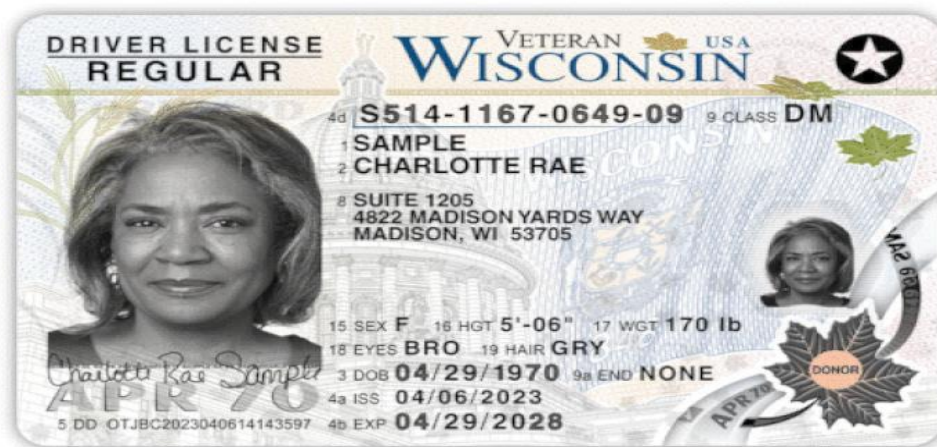 DRIVER LICENSE
REGULAR
VETERAN
USA
WISCONSIN
4d S514-1167-0649-09 9 CLASS DM
1 SAMPLE
2 CHARLOTTE RAE
8 SUITE 1205
4822 MADISON YARDS WAY
MADISON, WI 53705
15 SEX F 16 HGT 5'-06" 17 WGT 170 lb
18 EYES BRO 19 HAIR GRY
3 DOB 04/29/1970 9a END NONE
4a ISS 04/06/2023
4b EXP 04/29/2028
Charlotte Rae Sample
APR 70
5 DD OTJBC2023040614143597
DONOR
APR 70
WISCONSIN